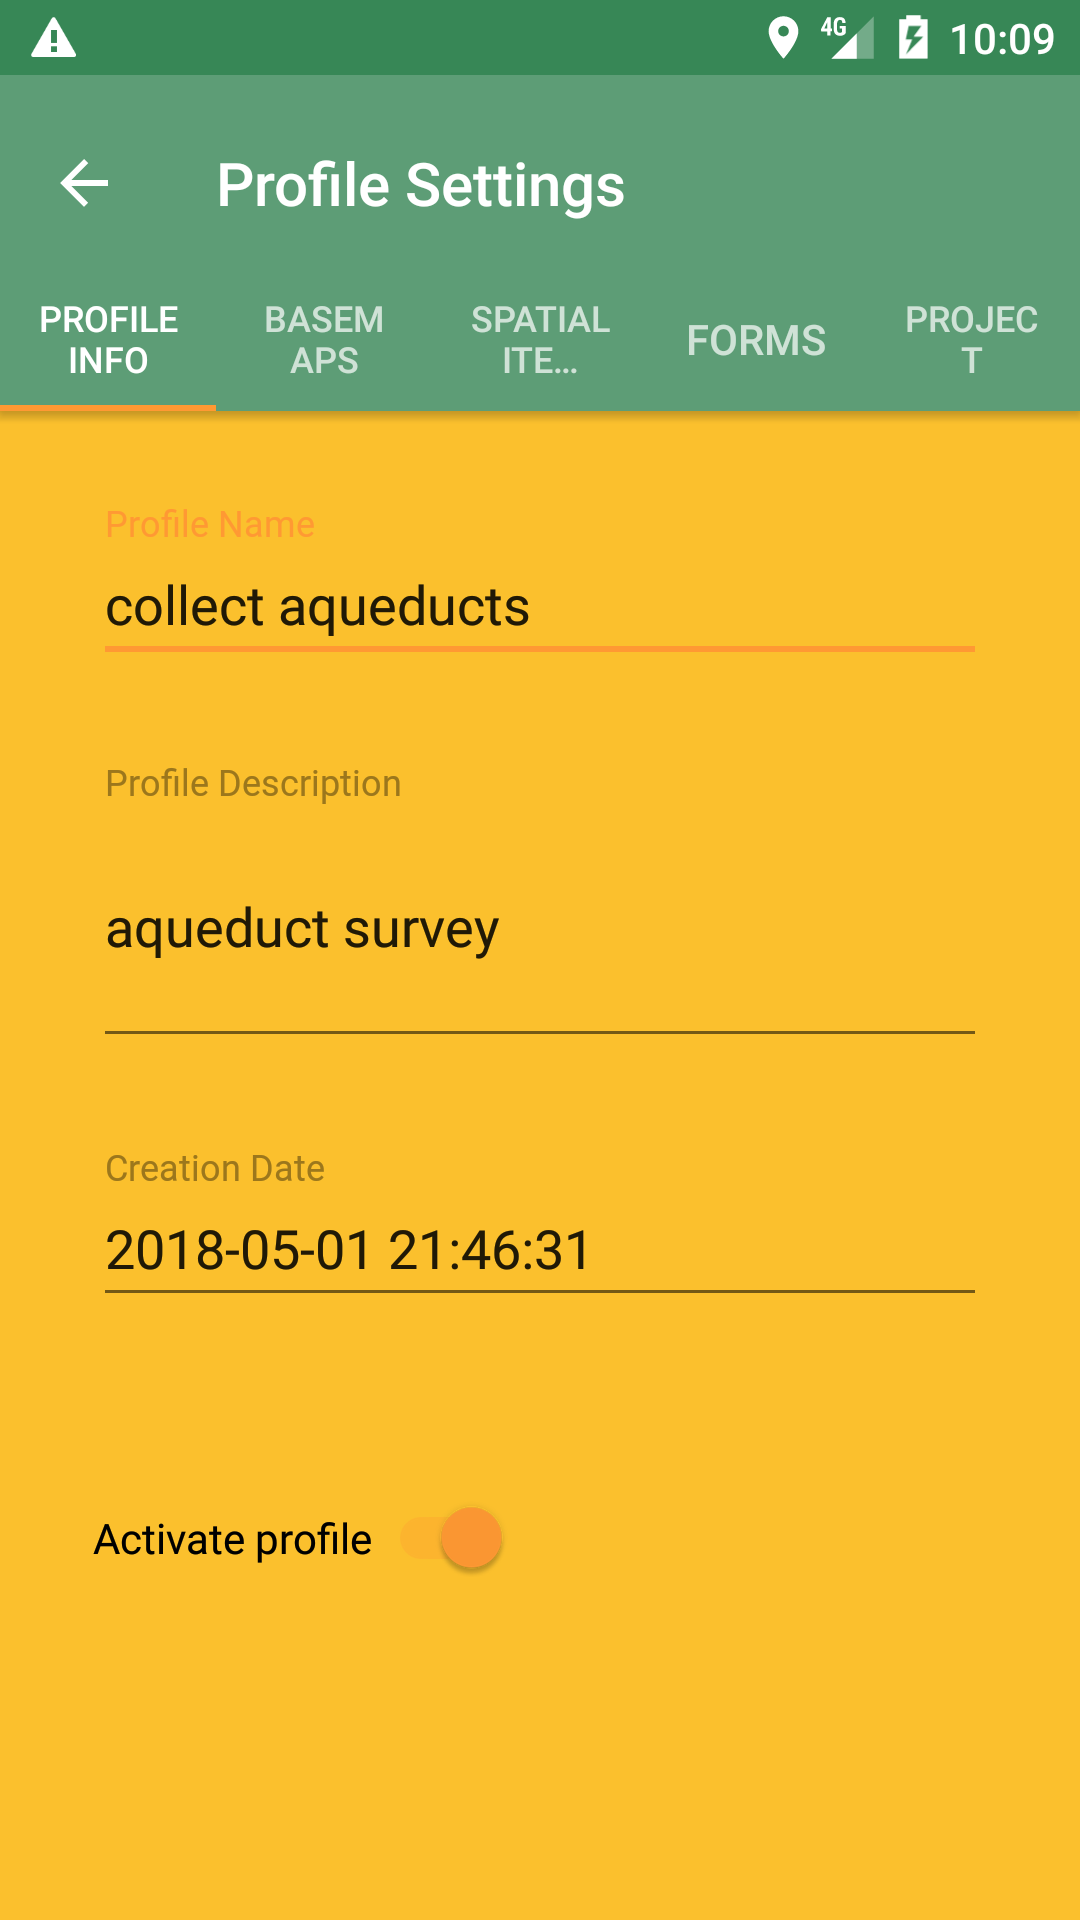 4G 10:09
Profile Settings
PROFILE
INFO
BASEM
APS
SPATIAL
ITE...
FORMS
PROJEC
T
Profile Name
collect aqueducts
Profile Description
aqueduct survey
Creation Date
2018-05-01 21:46:31
Activate profile